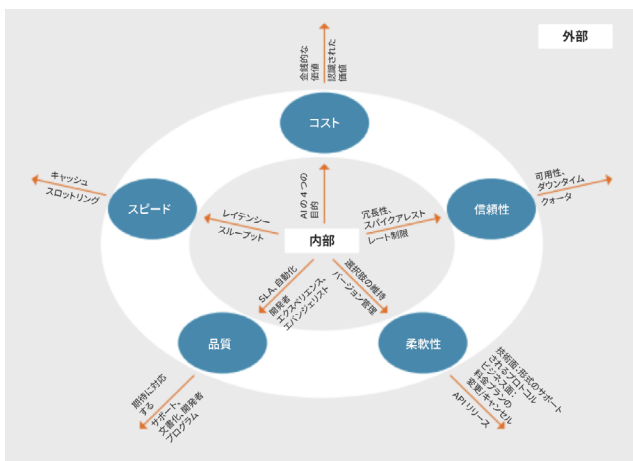 外部
金銭的な
価値
認識された
価値
コスト
キャッシュ
スロットリング
スピード
レイテンシー
スループット
AIの4つの
目的
内部
冗長性、
スパイクアレスト
レート制限
信頼性
可用性、
ダウンタイム
クォータ
SLA、自動化
開発者
エクスペリエンス、
エバンジェリスト
選択肢の維持
バージョン管理
品質
柔軟性
期待に対応
する
サポート、
文書化、開発者
プログラム
技術面：形式のサポート
されるプロトコル
ビジネス面：
料金プランの
変更/キャンセル
APIリリース